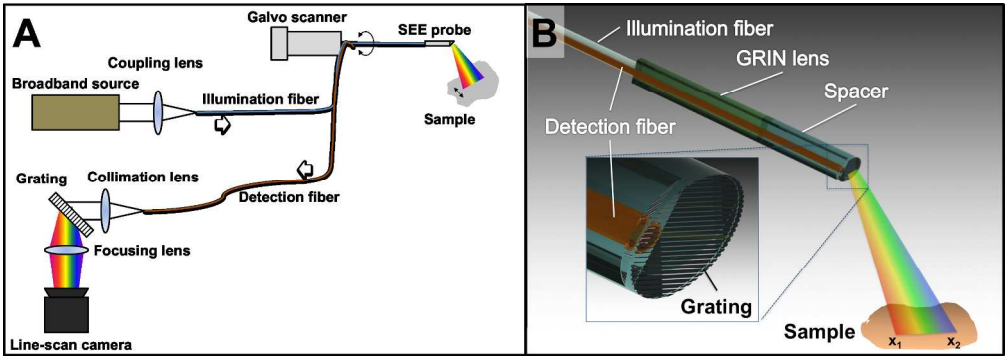 A
Galvo scanner
SEE probe
Coupling lens
Broadband source
Illumination fiber
Sample
Grating
Collimation lens
Detection fiber
Focusing lens
Line-scan camera
B
Illumination fiber
GRIN lens
Spacer
Detection fiber
Grating
Sample
x₁
x₂